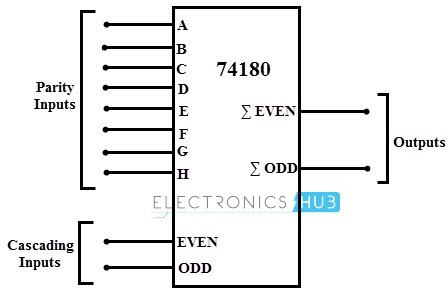 A
B
C
D
E
F
G
H
Parity
Inputs
74180
∑ EVEN
∑ ODD
Outputs
ELECTRONICS HUB
Cascading
Inputs
EVEN
ODD